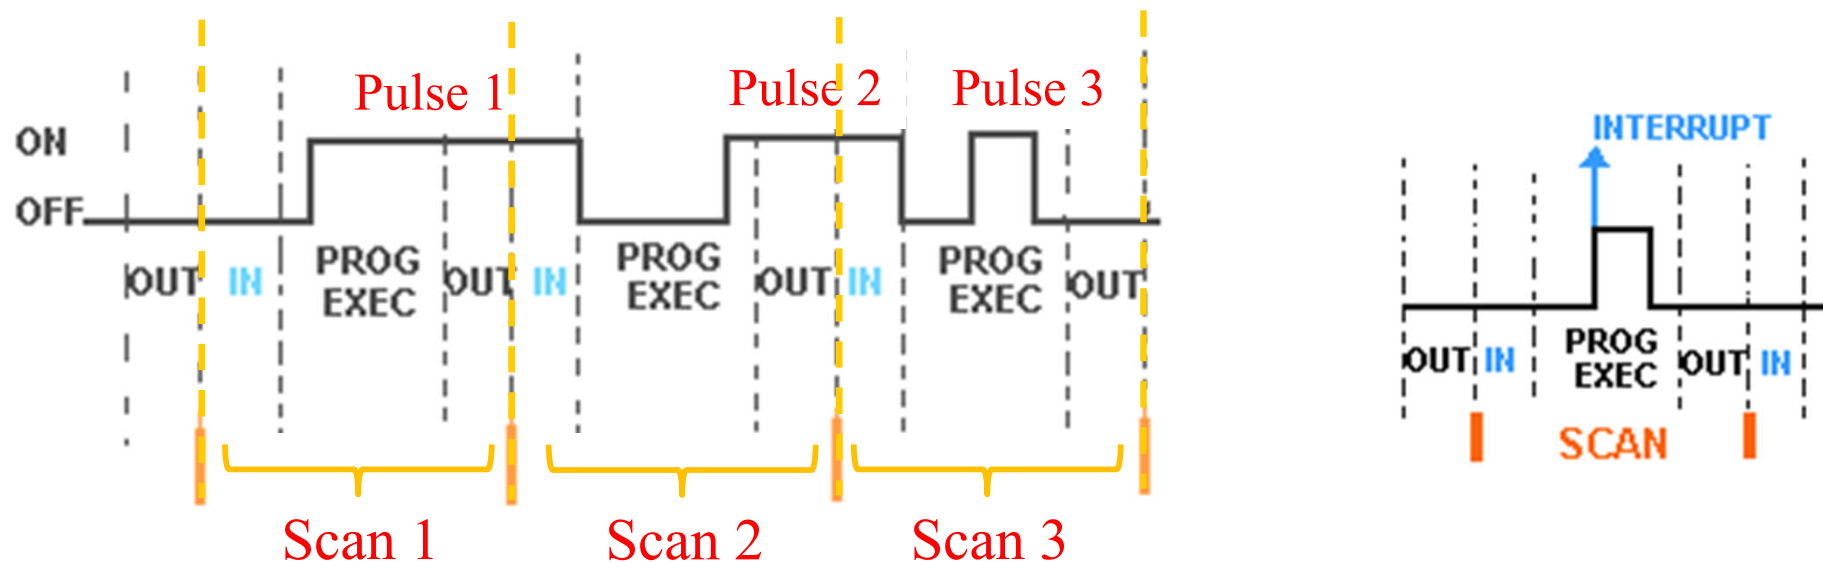 Pulse 1
Pulse 2
Pulse 3
ON
OFF
OUT
IN
PROG
EXEC
OUT
IN
PROG
EXEC
OUT
IN
PROG
EXEC
OUT
Scan 1
Scan 2
Scan 3
INTERRUPT
OUT
IN
PROG
EXEC
OUT
IN
SCAN